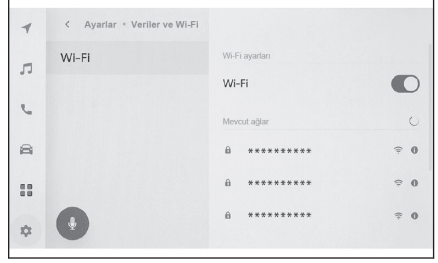 Ayarlar • Veriler ve Wi-Fi
Wi-Fi
Wi-Fi ayarları
Wi-Fi
Mevcut ağlar
**********
**********
**********